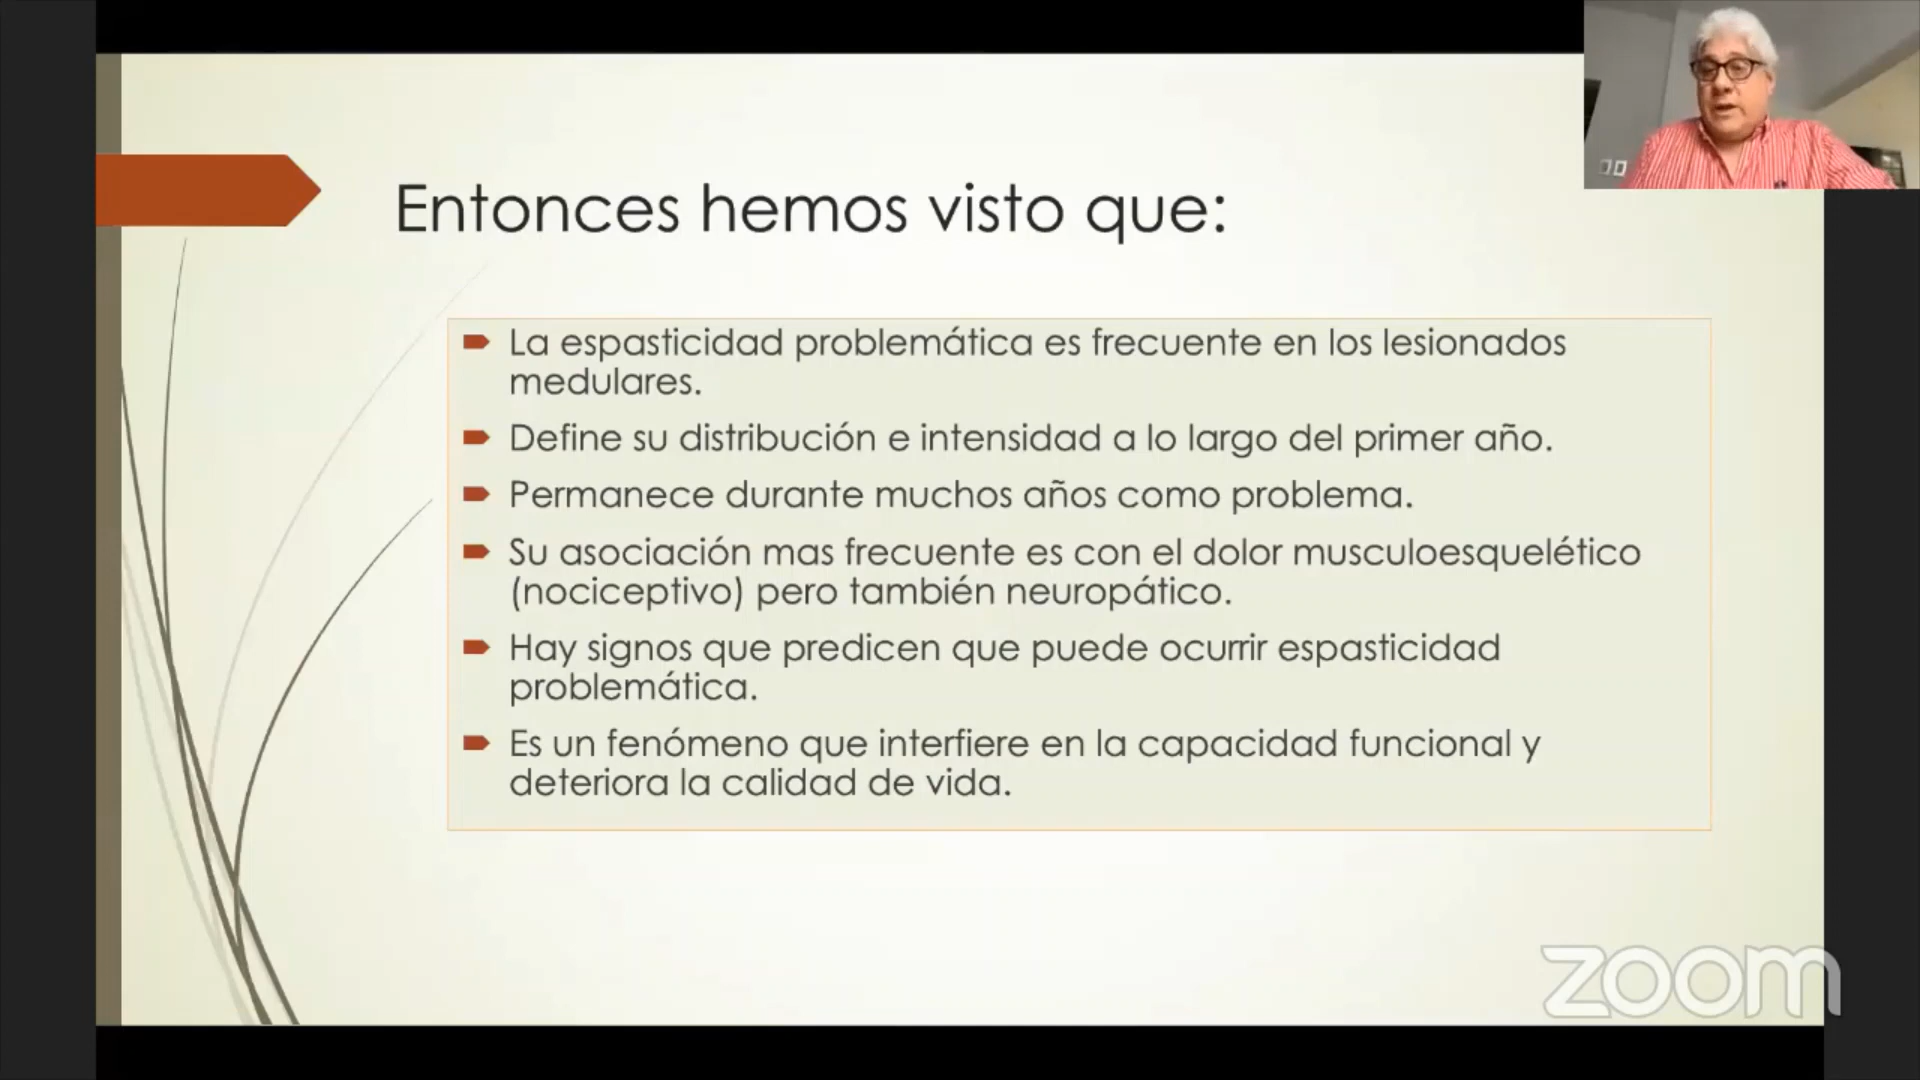 Entonces hemos visto que:
La espasticidad problemática es frecuente en los lesionados
medulares.
Define su distribución e intensidad a lo largo del primer año.
Permanece durante muchos años como problema.
Su asociación mas frecuente es con el dolor musculoesquelético
(nociceptivo) pero también neuropático.
Hay signos que predicen que puede ocurrir espasticidad
problemática.
Es un fenómeno que interfiere en la capacidad funcional y
deteriora la calidad de vida.
zoom